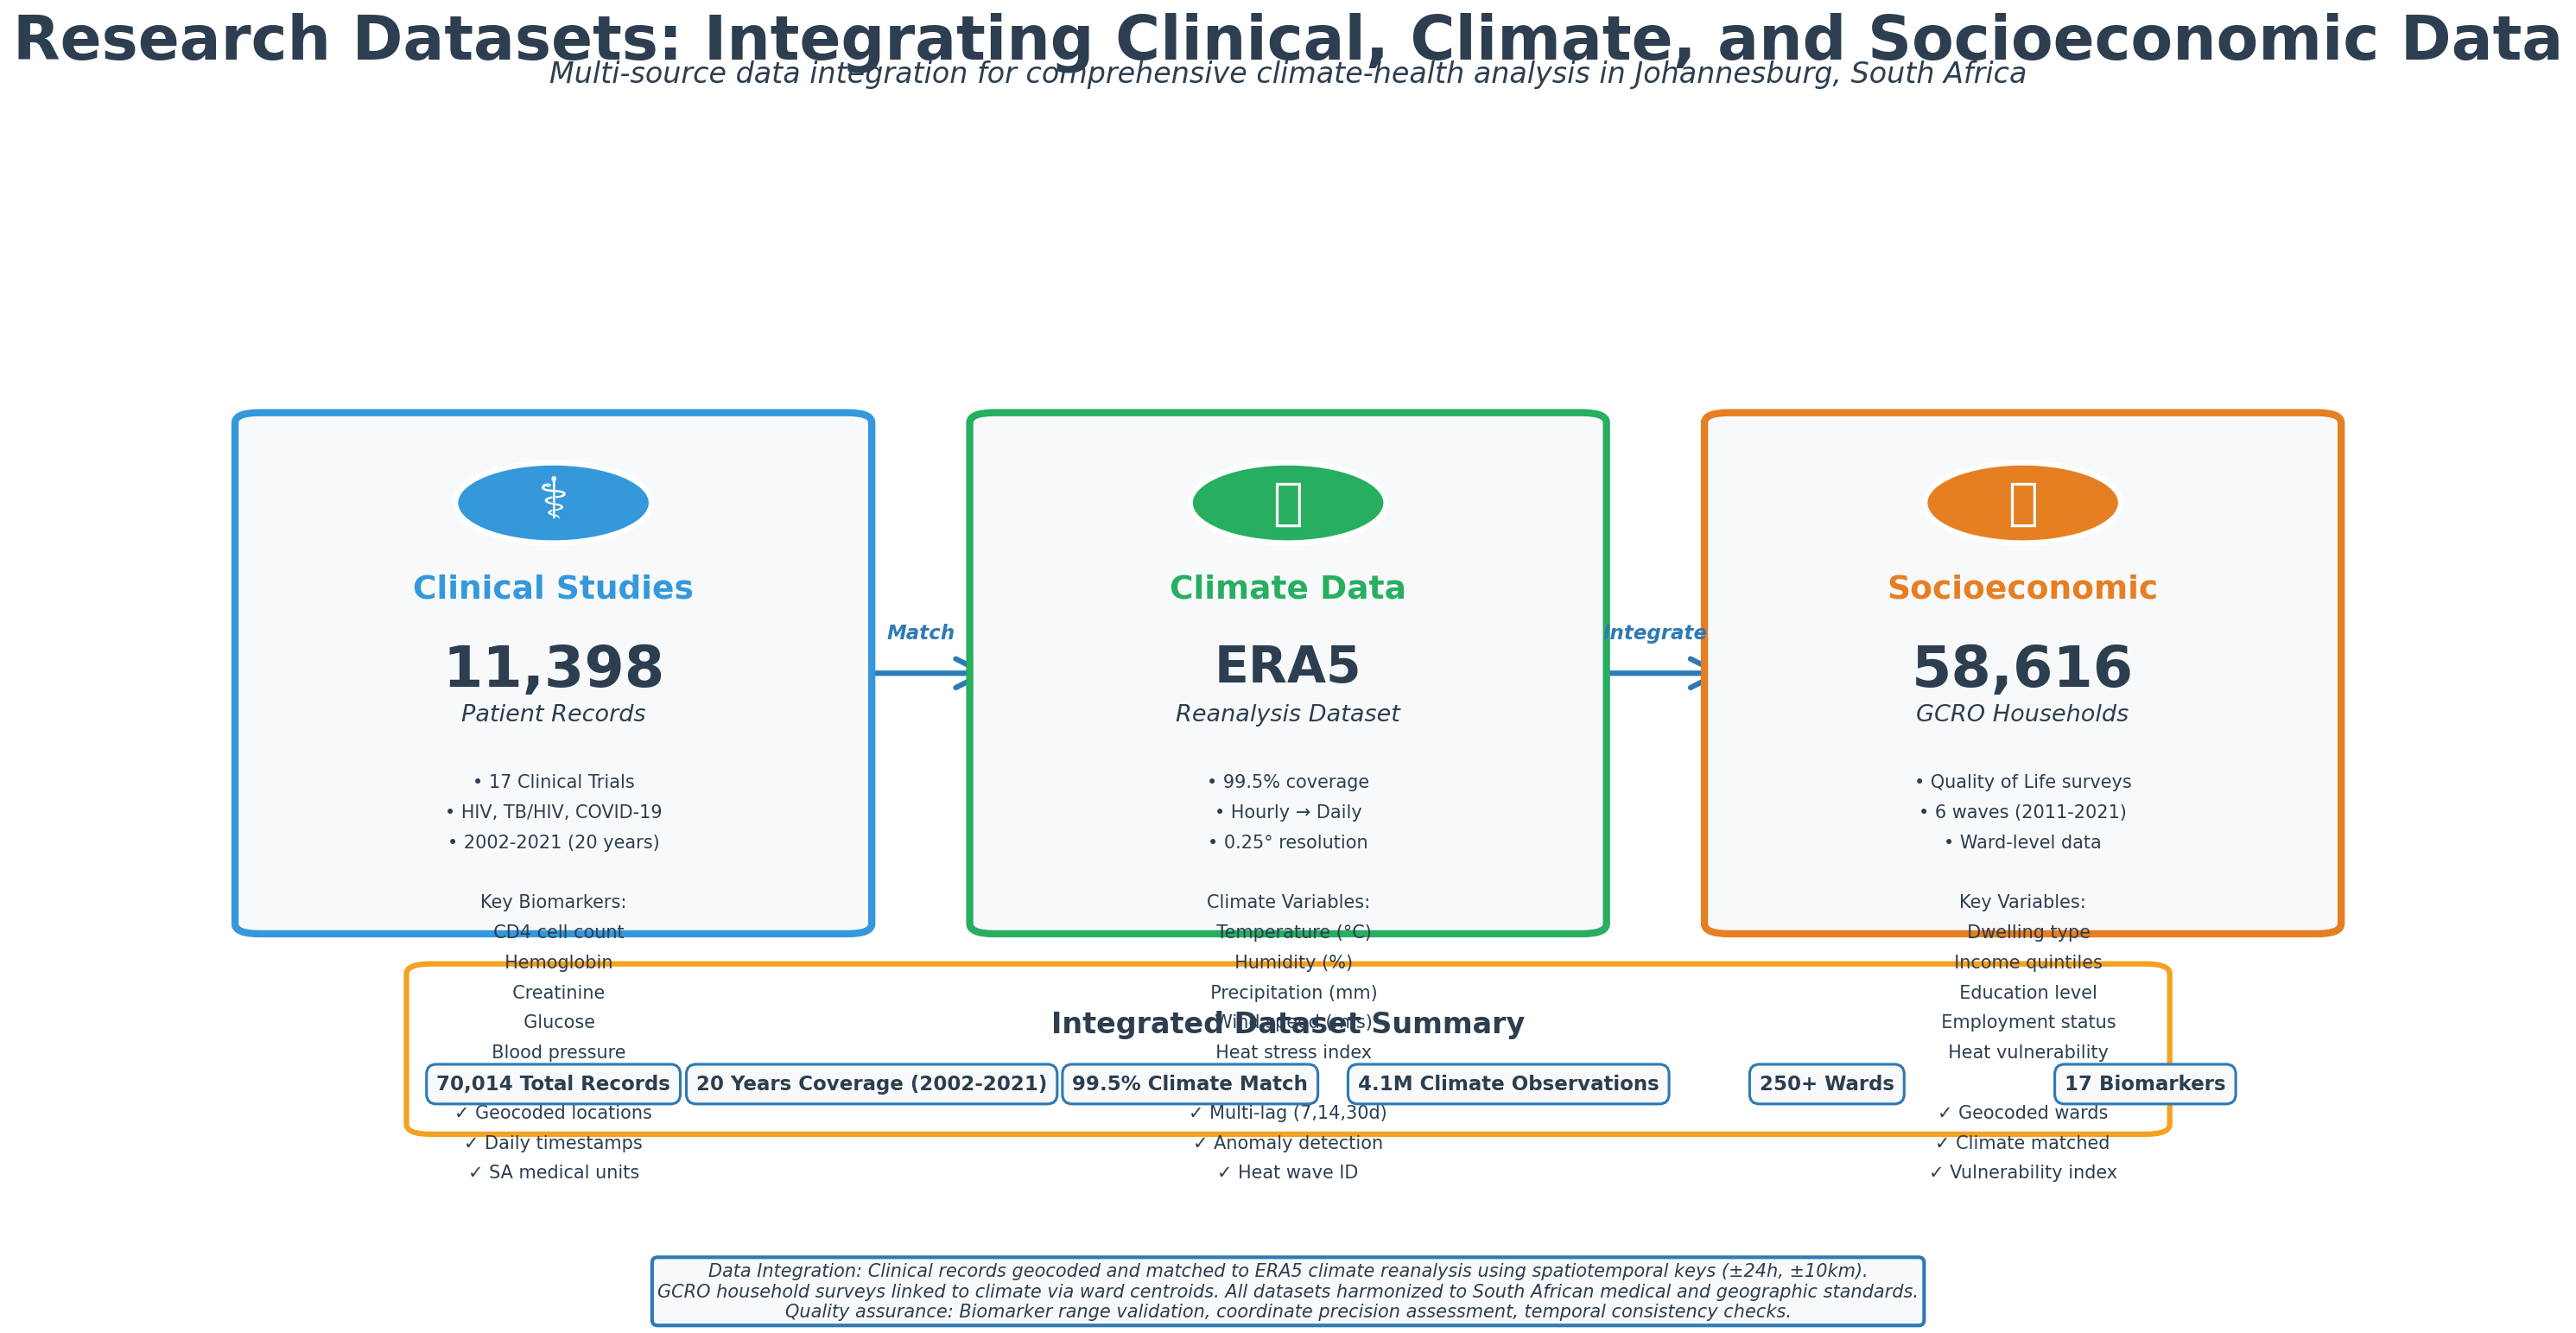 Research Datasets: Integrating Clinical, Climate, and Socioeconomic Data
Multi-source data integration for comprehensive climate-health analysis in Johannesburg, South Africa
⚕
Clinical Studies
11,398
Patient Records
• 17 Clinical Trials
• HIV, TB/HIV, COVID-19
• 2002-2021 (20 years)
Key Biomarkers:
CD4 cell count
Hemoglobin
Creatinine
Glucose
Blood pressure
✓ Geocoded locations
✓ Daily timestamps
✓ SA medical units
Match
Climate Data
ERA5
Reanalysis Dataset
• 99.5% coverage
• Hourly → Daily
• 0.25° resolution
Climate Variables:
Temperature (°C)
Humidity (%)
Precipitation (mm)
Wind speed (m/s)
Heat stress index
✓ Multi-lag (7,14,30d)
✓ Anomaly detection
✓ Heat wave ID
Integrate
Socioeconomic
58,616
GCRO Households
• Quality of Life surveys
• 6 waves (2011-2021)
• Ward-level data
Key Variables:
Dwelling type
Income quintiles
Education level
Employment status
Heat vulnerability
✓ Geocoded wards
✓ Climate matched
✓ Vulnerability index
Integrated Dataset Summary
70,014 Total Records
20 Years Coverage (2002-2021)
99.5% Climate Match
4.1M Climate Observations
250+ Wards
17 Biomarkers
Data Integration: Clinical records geocoded and matched to ERA5 climate reanalysis using spatiotemporal keys (±24h, ±10km).
GCRO household surveys linked to climate via ward centroids. All datasets harmonized to South African medical and geographic standards.
Quality assurance: Biomarker range validation, coordinate precision assessment, temporal consistency checks.